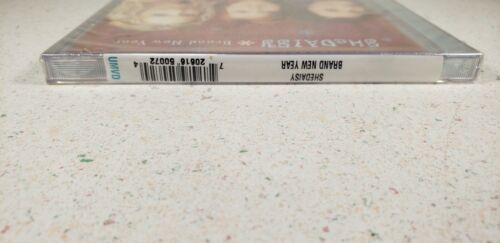 SHeDAISY * Brand New Year
SHEDAISY
BRAND NEW YEAR
7 20616 50072 4
UMVD